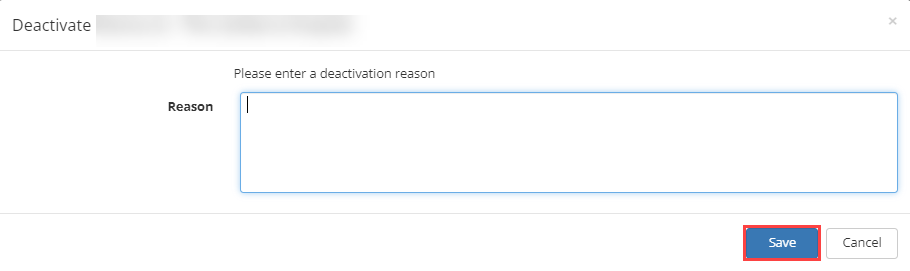 Deactivate
×
Please enter a deactivation reason
Reason
Save
Cancel